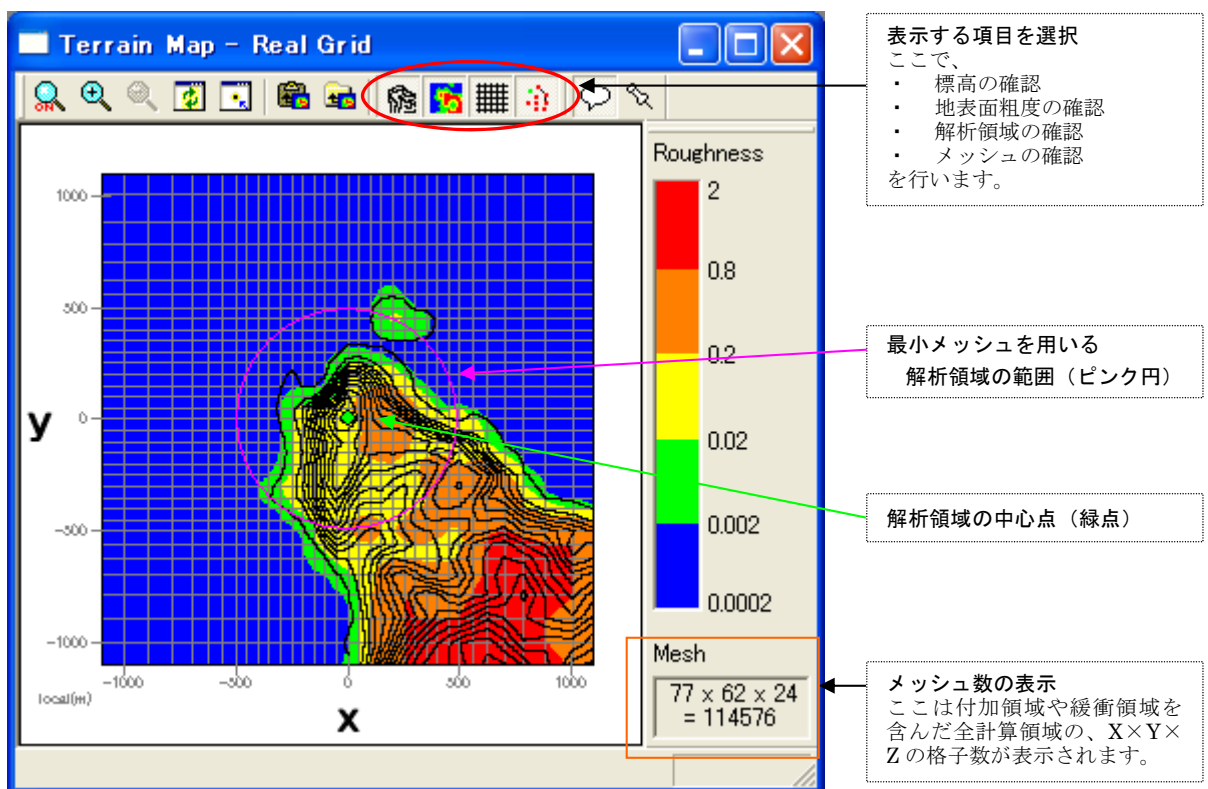 Terrain Map - Real Grid
ON
Roughness
2
0.8
0.2
0.02
0.002
0.0002
1000
500
0
-500
-1000
y
-1000
-500
0
500
1000
local(m)
x
Mesh
77 x 62 x 24
= 114576
表示する項目を選択
ここで、
・ 標高の確認
・ 地表面粗度の確認
・ 解析領域の確認
・ メッシュの確認
を行います。
最小メッシュを用いる
解析領域の範囲（ピンク円）
解析領域の中心点（緑点）
メッシュ数の表示
ここは付加領域や緩衝領域を
含んだ全計算領域の、X×Y×
Z の格子数が表示されます。